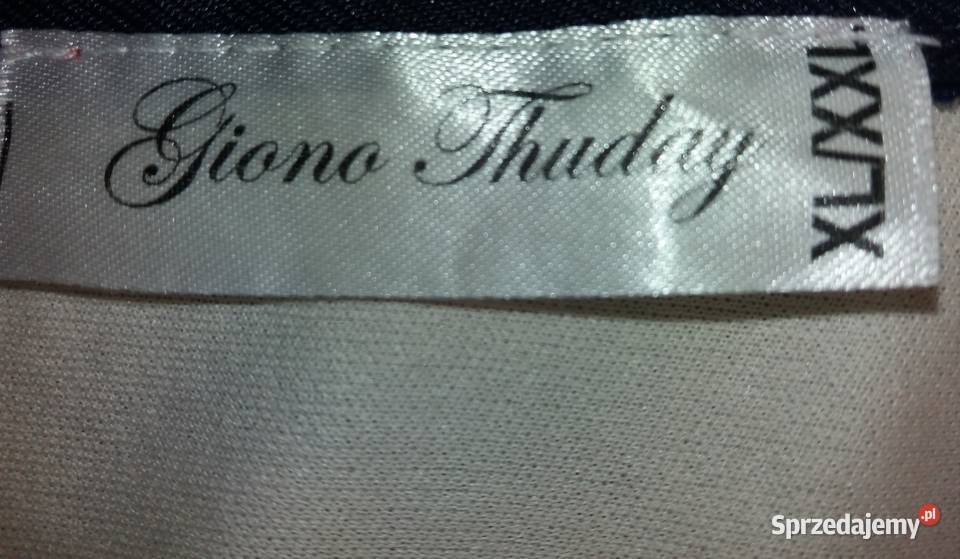 Giono Thuday
XL/XXL
Sprzedajemy.pl